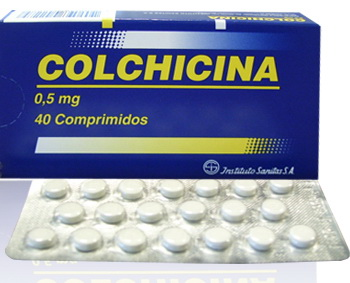 COLCHICINA
0,5 mg
40 Comprimidos
Instituto Sanitas S.A.